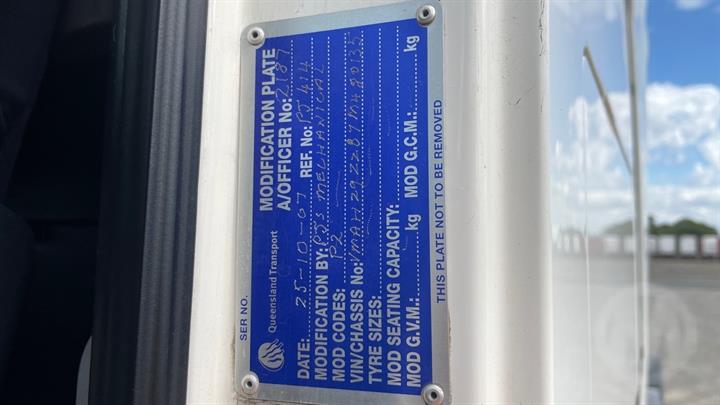 SER NO.
Queensland Transport
MODIFICATION PLATE
A/OFFICER No: 2187
DATE: 25-10-07 REF. No: PJ 414
MODIFICATION BY: PJS MECHANICAL
MOD CODES: P2
VIN/CHASSIS No:
TYRE SIZES:
MOD SEATING CAPACITY:
MOD G.V.M.: kg MOD G.C.M.: kg
THIS PLATE NOT TO BE REMOVED